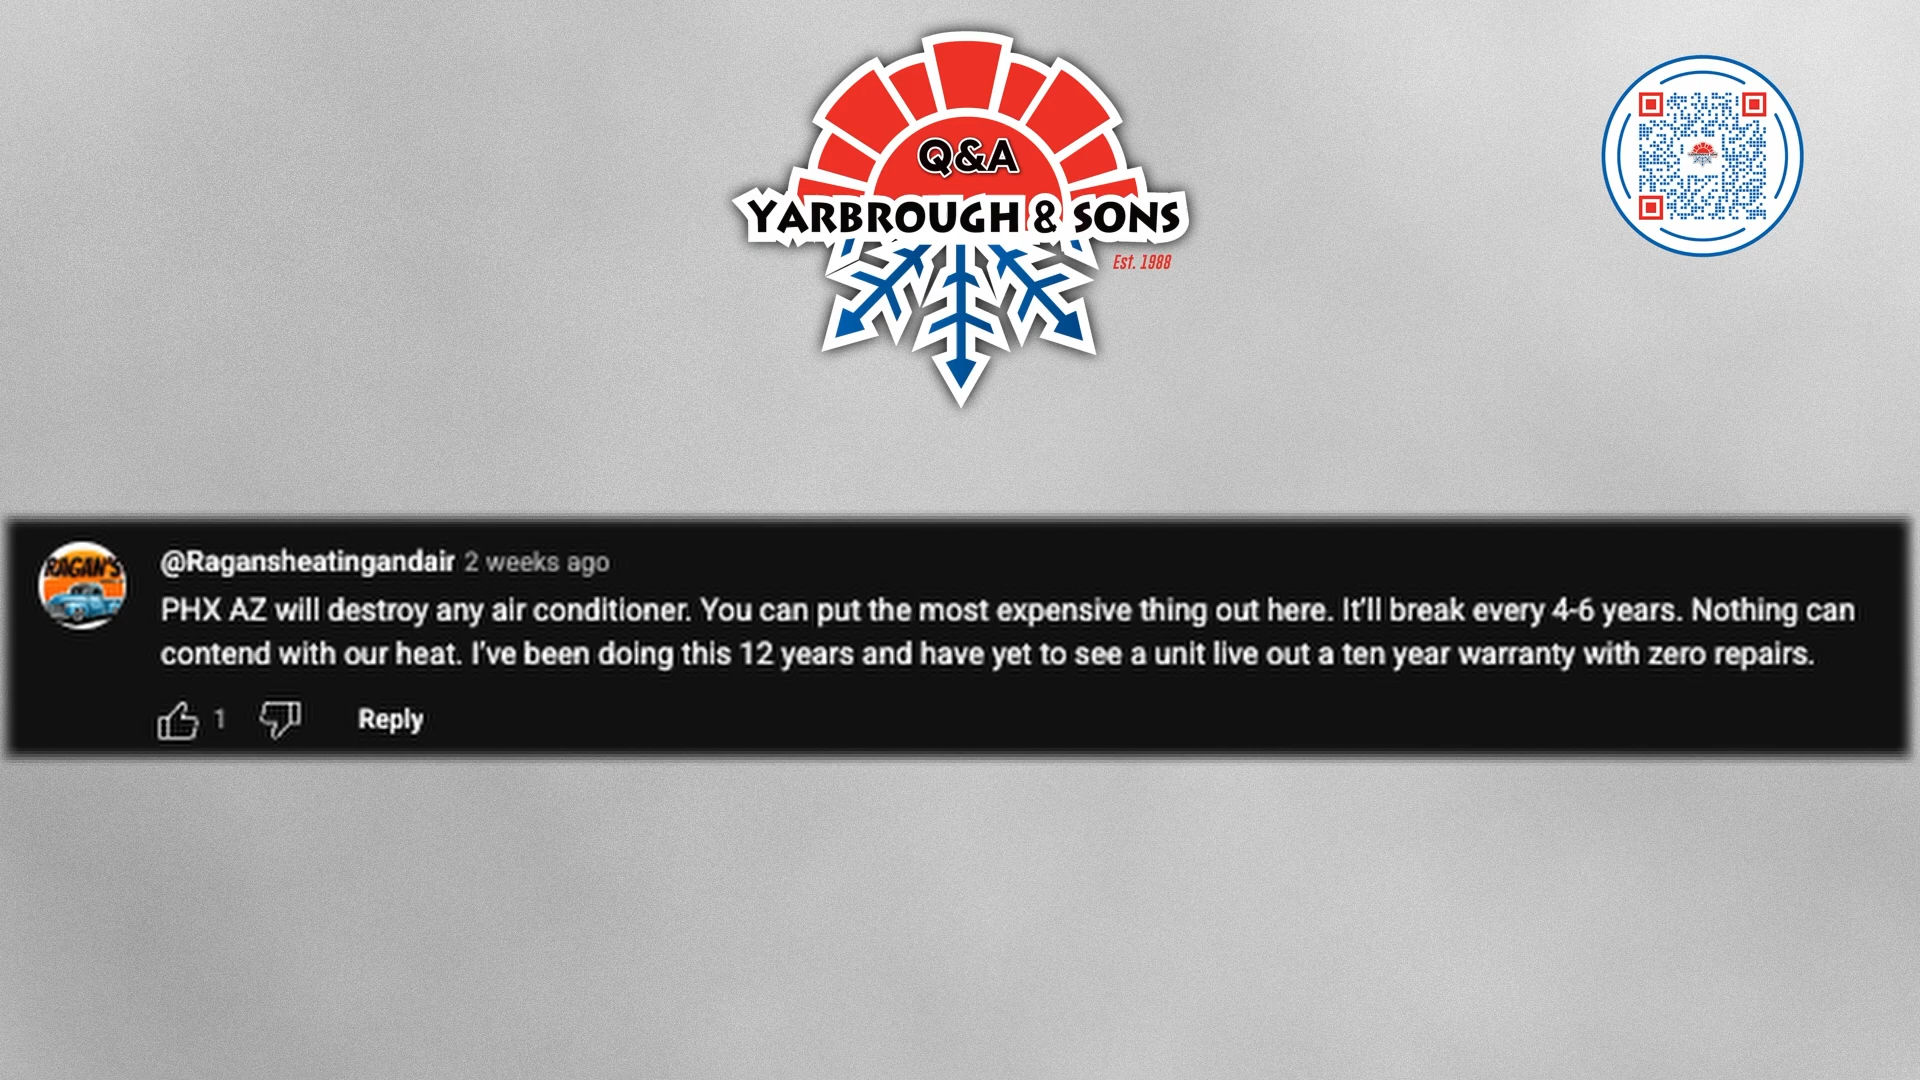 Q&A
YARBROUGH & SONS
Est. 1988
RAGAN'S
@Ragansheatingandair 2 weeks ago
PHX AZ will destroy any air conditioner. You can put the most expensive thing out here. It'll break every 4-6 years. Nothing can
contend with our heat. I've been doing this 12 years and have yet to see a unit live out a ten year warranty with zero repairs.
1 Reply